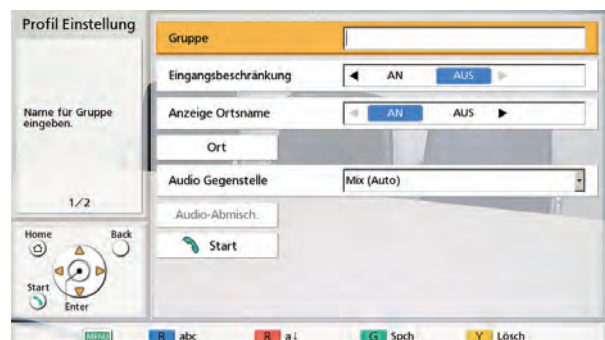 Profil Einstellung
Name für Gruppe
eingeben.
1/2
Gruppe
Eingangsbeschränkung AN AUS
Anzeige Ortsname AN AUS
Ort
Audio Gegenstelle Mix (Auto)
Audio-Abmisch.
Start
Home Back
Start
Enter
MENU B abc R a↓ G Spch Y Lösch